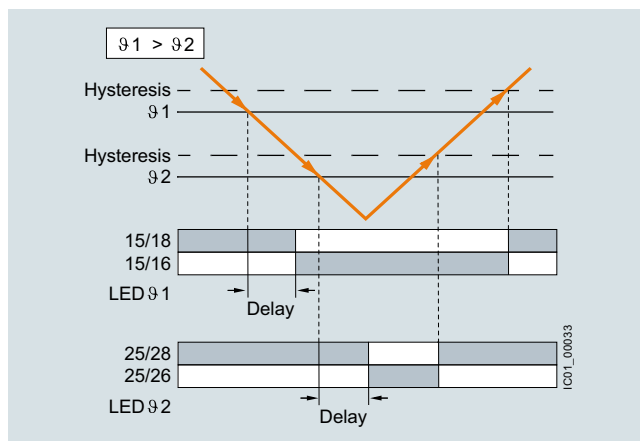 ϑ1 > ϑ2
Hysteresis
ϑ1
Hysteresis
ϑ2
15/18
15/16
LED ϑ1
Delay
25/28
25/26
LED ϑ2
Delay
IC01_00033